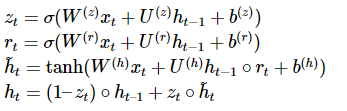 z_t = σ(W^{(z)}x_t + U^{(z)}h_{t−1} + b^{(z)})
r_t = σ(W^{(r)}x_t + U^{(r)}h_{t−1} + b^{(r)})
h̃_t = tanh(W^{(h)}x_t + U^{(h)}h_{t−1} ∘ r_t + b^{(h)})
h_t = (1–z_t) ∘ h_{t−1} + z_t ∘ h̃_t